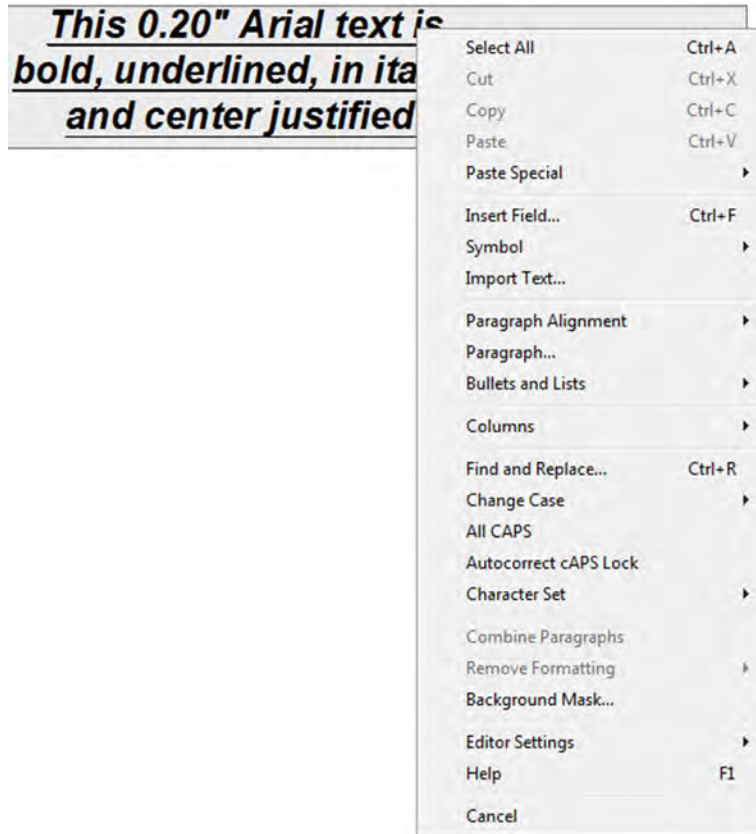 This 0.20" Arial text is
bold, underlined, in ita
and center justified
Select All Ctrl+A
Cut Ctrl+X
Copy Ctrl+C
Paste Ctrl+V
Paste Special
Insert Field... Ctrl+F
Symbol
Import Text...
Paragraph Alignment
Paragraph...
Bullets and Lists
Columns
Find and Replace... Ctrl+R
Change Case
All CAPS
Autocorrect cAPS Lock
Character Set
Combine Paragraphs
Remove Formatting
Background Mask...
Editor Settings
Help F1
Cancel